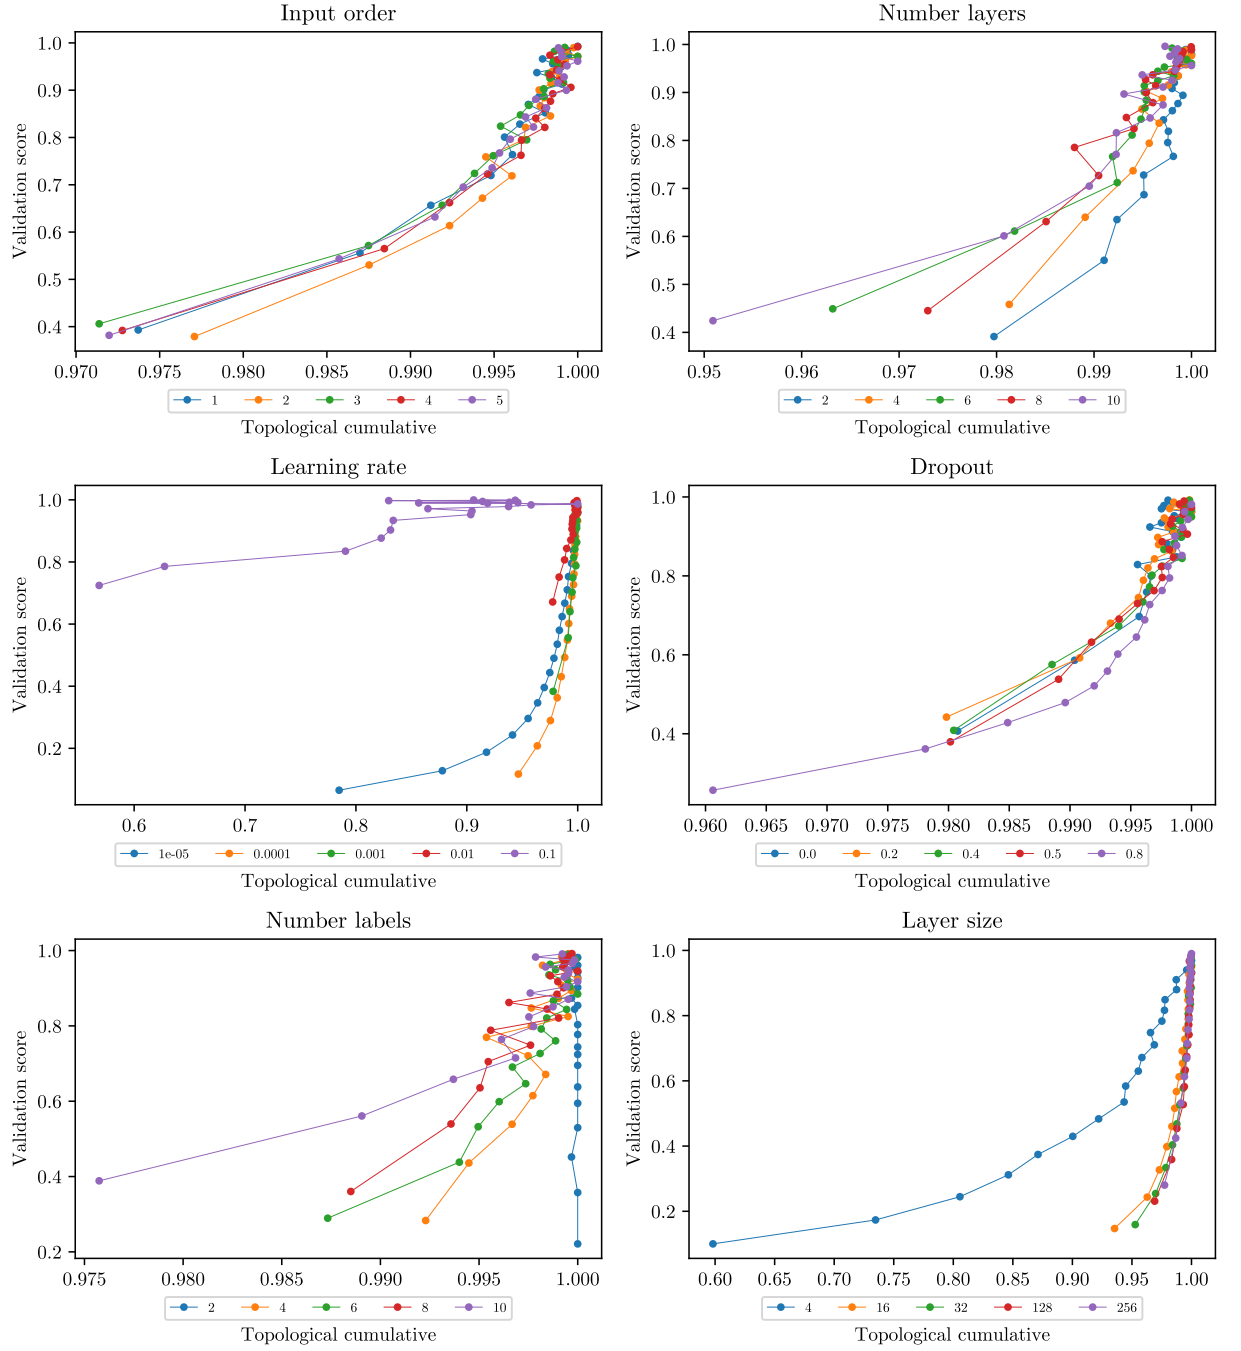 Input order
Validation score
1.0
0.9
0.8
0.7
0.6
0.5
0.4
0.970 0.975 0.980 0.985 0.990 0.995 1.000
1 2 3 4 5
Topological cumulative
Number layers
Validation score
1.0
0.9
0.8
0.7
0.6
0.5
0.4
0.95 0.96 0.97 0.98 0.99 1.00
2 4 6 8 10
Topological cumulative
Learning rate
Validation score
1.0
0.8
0.6
0.4
0.2
0.6 0.7 0.8 0.9 1.0
1e-05 0.0001 0.001 0.01 0.1
Topological cumulative
Dropout
Validation score
1.0
0.8
0.6
0.4
0.960 0.965 0.970 0.975 0.980 0.985 0.990 0.995 1.000
0.0 0.2 0.4 0.5 0.8
Topological cumulative
Number labels
Validation score
1.0
0.8
0.6
0.4
0.2
0.975 0.980 0.985 0.990 0.995 1.000
2 4 6 8 10
Topological cumulative
Layer size
Validation score
1.0
0.8
0.6
0.4
0.2
0.60 0.65 0.70 0.75 0.80 0.85 0.90 0.95 1.00
4 16 32 128 256
Topological cumulative